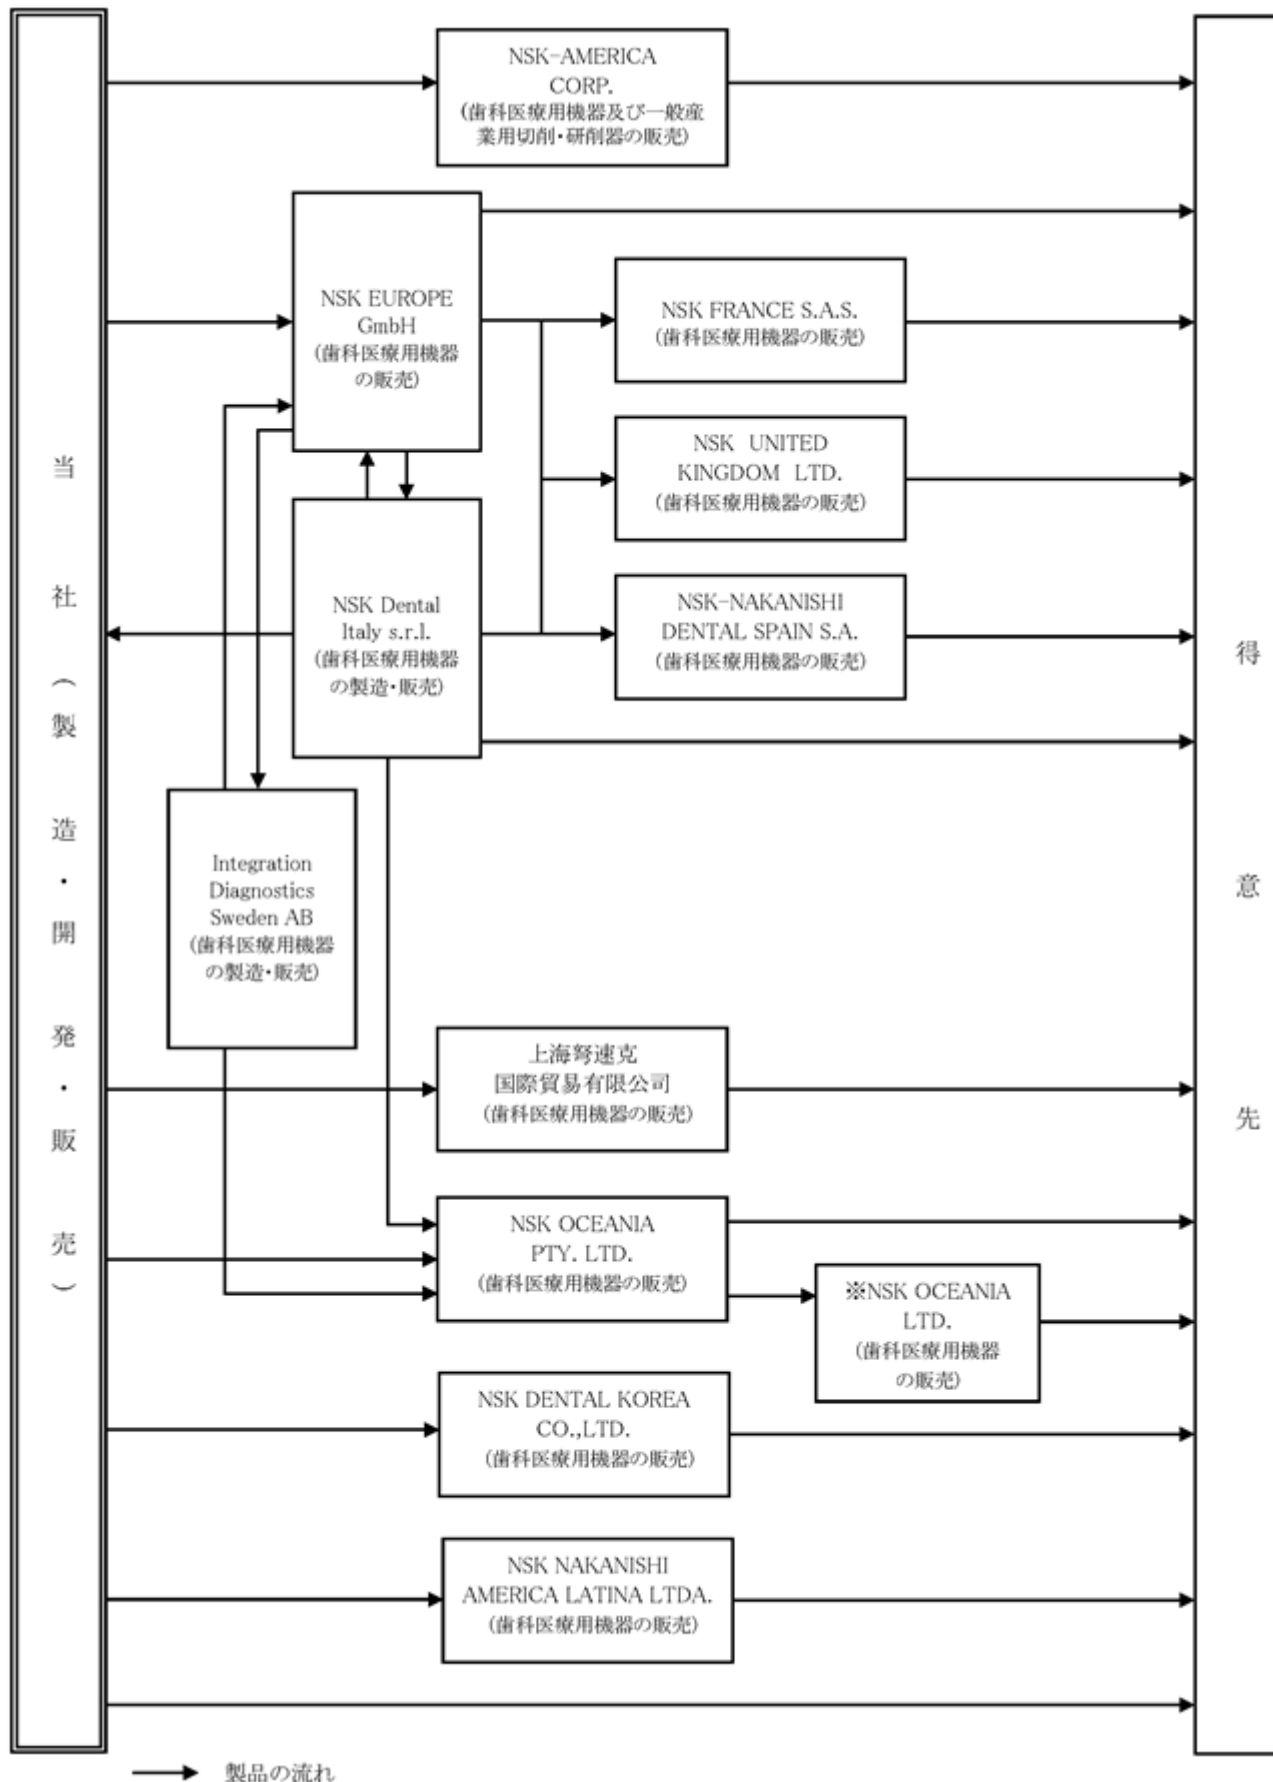 NSK-AMERICA
CORP.
(歯科医療用機器及び一般産
業用切削・研削器の販売)
NSK EUROPE
GmbH
(歯科医療用機器
の販売)
NSK FRANCE S.A.S.
(歯科医療用機器の販売)
NSK UNITED
KINGDOM LTD.
(歯科医療用機器の販売)
NSK Dental
Italy s.r.l.
(歯科医療用機器
の製造・販売)
NSK-NAKANISHI
DENTAL SPAIN S.A.
(歯科医療用機器の販売)
当社(製造・開発・販売)
得意先
Integration
Diagnostics
Sweden AB
(歯科医療用機器
の製造・販売)
上海弩速克
国際貿易有限公司
(歯科医療用機器の販売)
NSK OCEANIA
PTY. LTD.
(歯科医療用機器の販売)
※NSK OCEANIA
LTD.
(歯科医療用機器
の販売)
NSK DENTAL KOREA
CO.,LTD.
(歯科医療用機器の販売)
NSK NAKANISHI
AMERICA LATINA LTDA.
(歯科医療用機器の販売)
製品の流れ